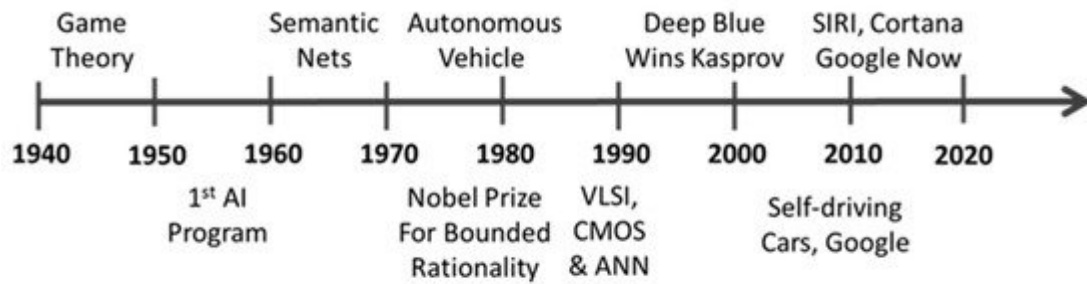 Game Semantic Autonomous Deep Blue SIRI, Cortana
Theory Nets Vehicle Wins Kasprov Google Now
1940 1950 1960 1970 1980 1990 2000 2010 2020
1st AI Nobel Prize VLSI, Self-driving
Program For Bounded CMOS Cars, Google
Rationality & ANN